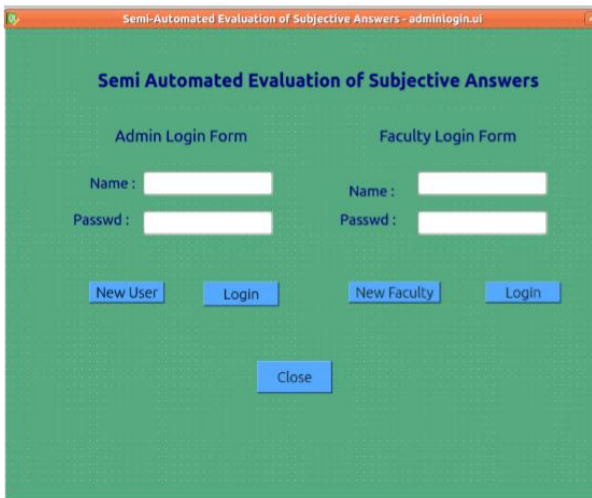 Semi-Automated Evaluation of Subjective Answers - adminlogin.ui
Semi Automated Evaluation of Subjective Answers
Admin Login Form
Faculty Login Form
Name :
Name :
Passwd :
Passwd :
New User
Login
New Faculty
Login
Close